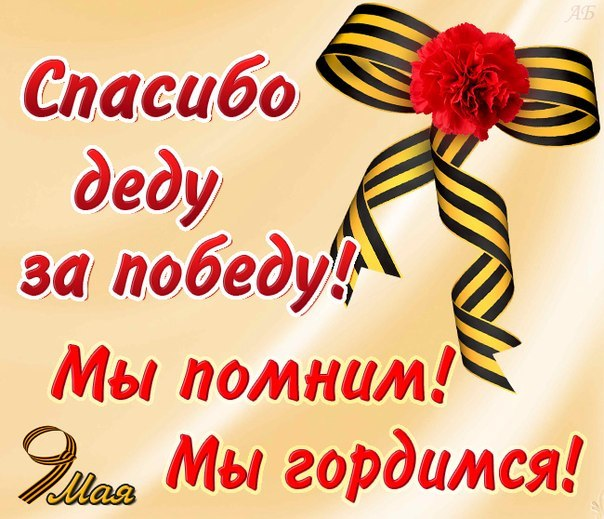 АБ
Спасибо
деду
за победу!
Мы помним!
Мы гордимся!
9 Мая